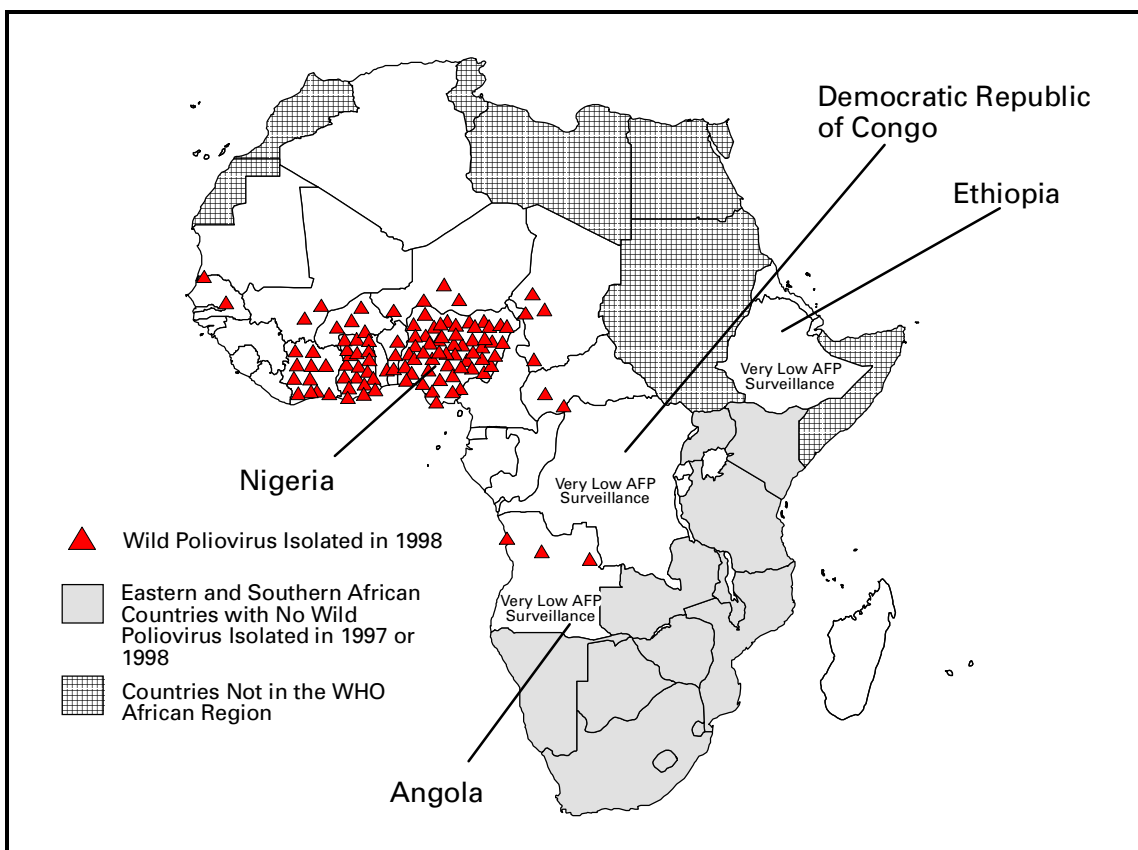 Democratic Republic
of Congo
Ethiopia
Very Low AFP
Surveillance
Nigeria
Very Low AFP
Surveillance
Wild Poliovirus Isolated in 1998
Eastern and Southern African
Countries with No Wild
Poliovirus Isolated in 1997 or
1998
Very Low AFP
Surveillance
Countries Not in the WHO
African Region
Angola